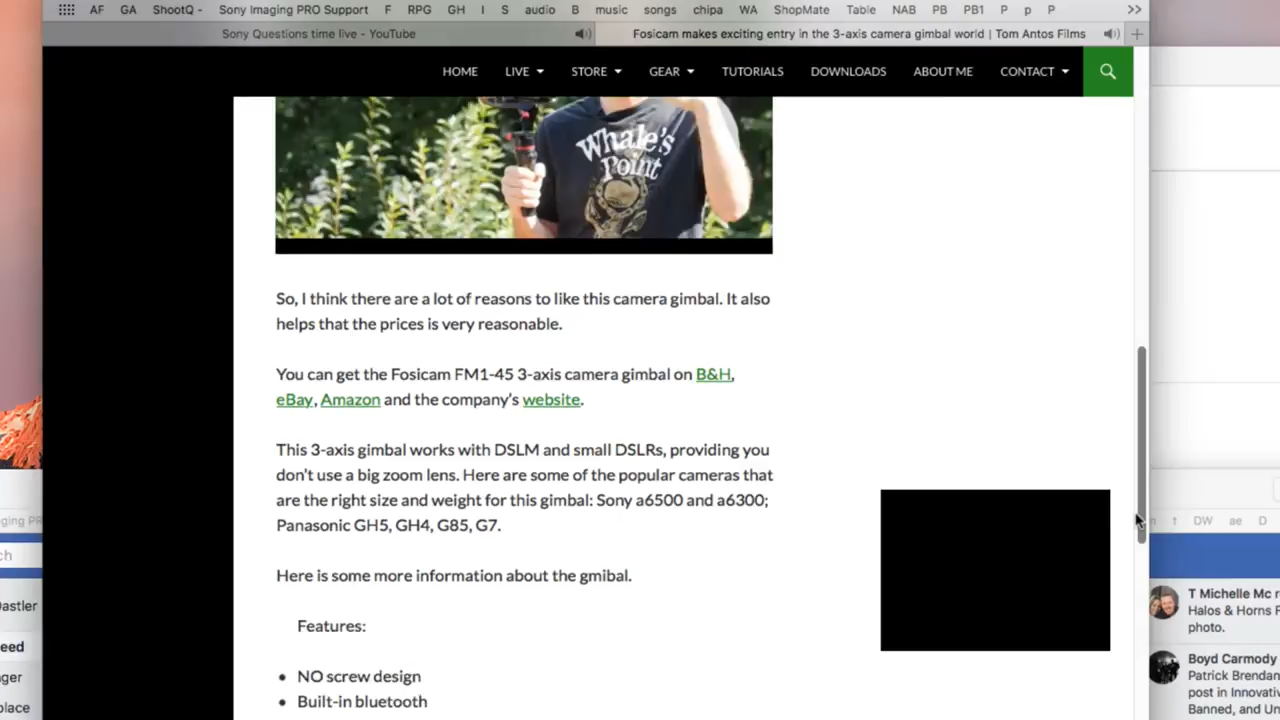 AF GA ShootQ - Sony Imaging PRO Support F RPG GH I S audio B music songs chipa WA ShopMate Table NAB PB PB1 P p P >>
Sony Questions time live - YouTube
Fosicam makes exciting entry in the 3-axis camera gimbal world | Tom Antos Films
HOME LIVE STORE GEAR TUTORIALS DOWNLOADS ABOUT ME CONTACT
Whale's
Point
So, I think there are a lot of reasons to like this camera gimbal. It also
helps that the prices is very reasonable.
You can get the Fosicam FM1-45 3-axis camera gimbal on B&H,
eBay, Amazon and the company's website.
This 3-axis gimbal works with DSLM and small DSLRs, providing you
don't use a big zoom lens. Here are some of the popular cameras that
are the right size and weight for this gimbal: Sony a6500 and a6300;
Panasonic GH5, GH4, G85, G7.
Here is some more information about the gmibal.
Features:
• NO screw design
• Built-in bluetooth
ging PR
ch
Dastler
eed
ger
place
t DW ae D
T Michelle Mc r
Halos & Horns F
photo.
Boyd Carmody
Patrick Brendan
post in Innovativ
Banned, and Un